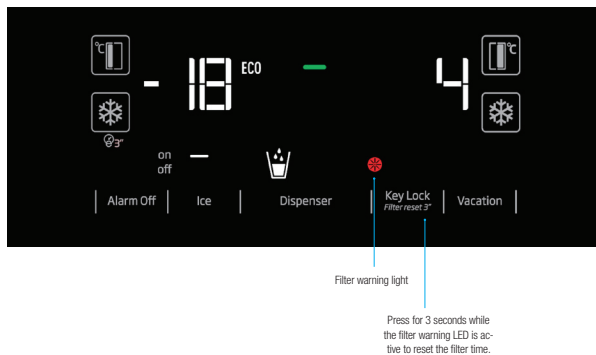 °C
°C
-18 ECO
4
3"
on
off
Alarm Off
Ice
Dispenser
Key Lock
Filter reset 3"
Vacation
Filter warning light
Press for 3 seconds while
the filter warning LED is ac-
tive to reset the filter time.